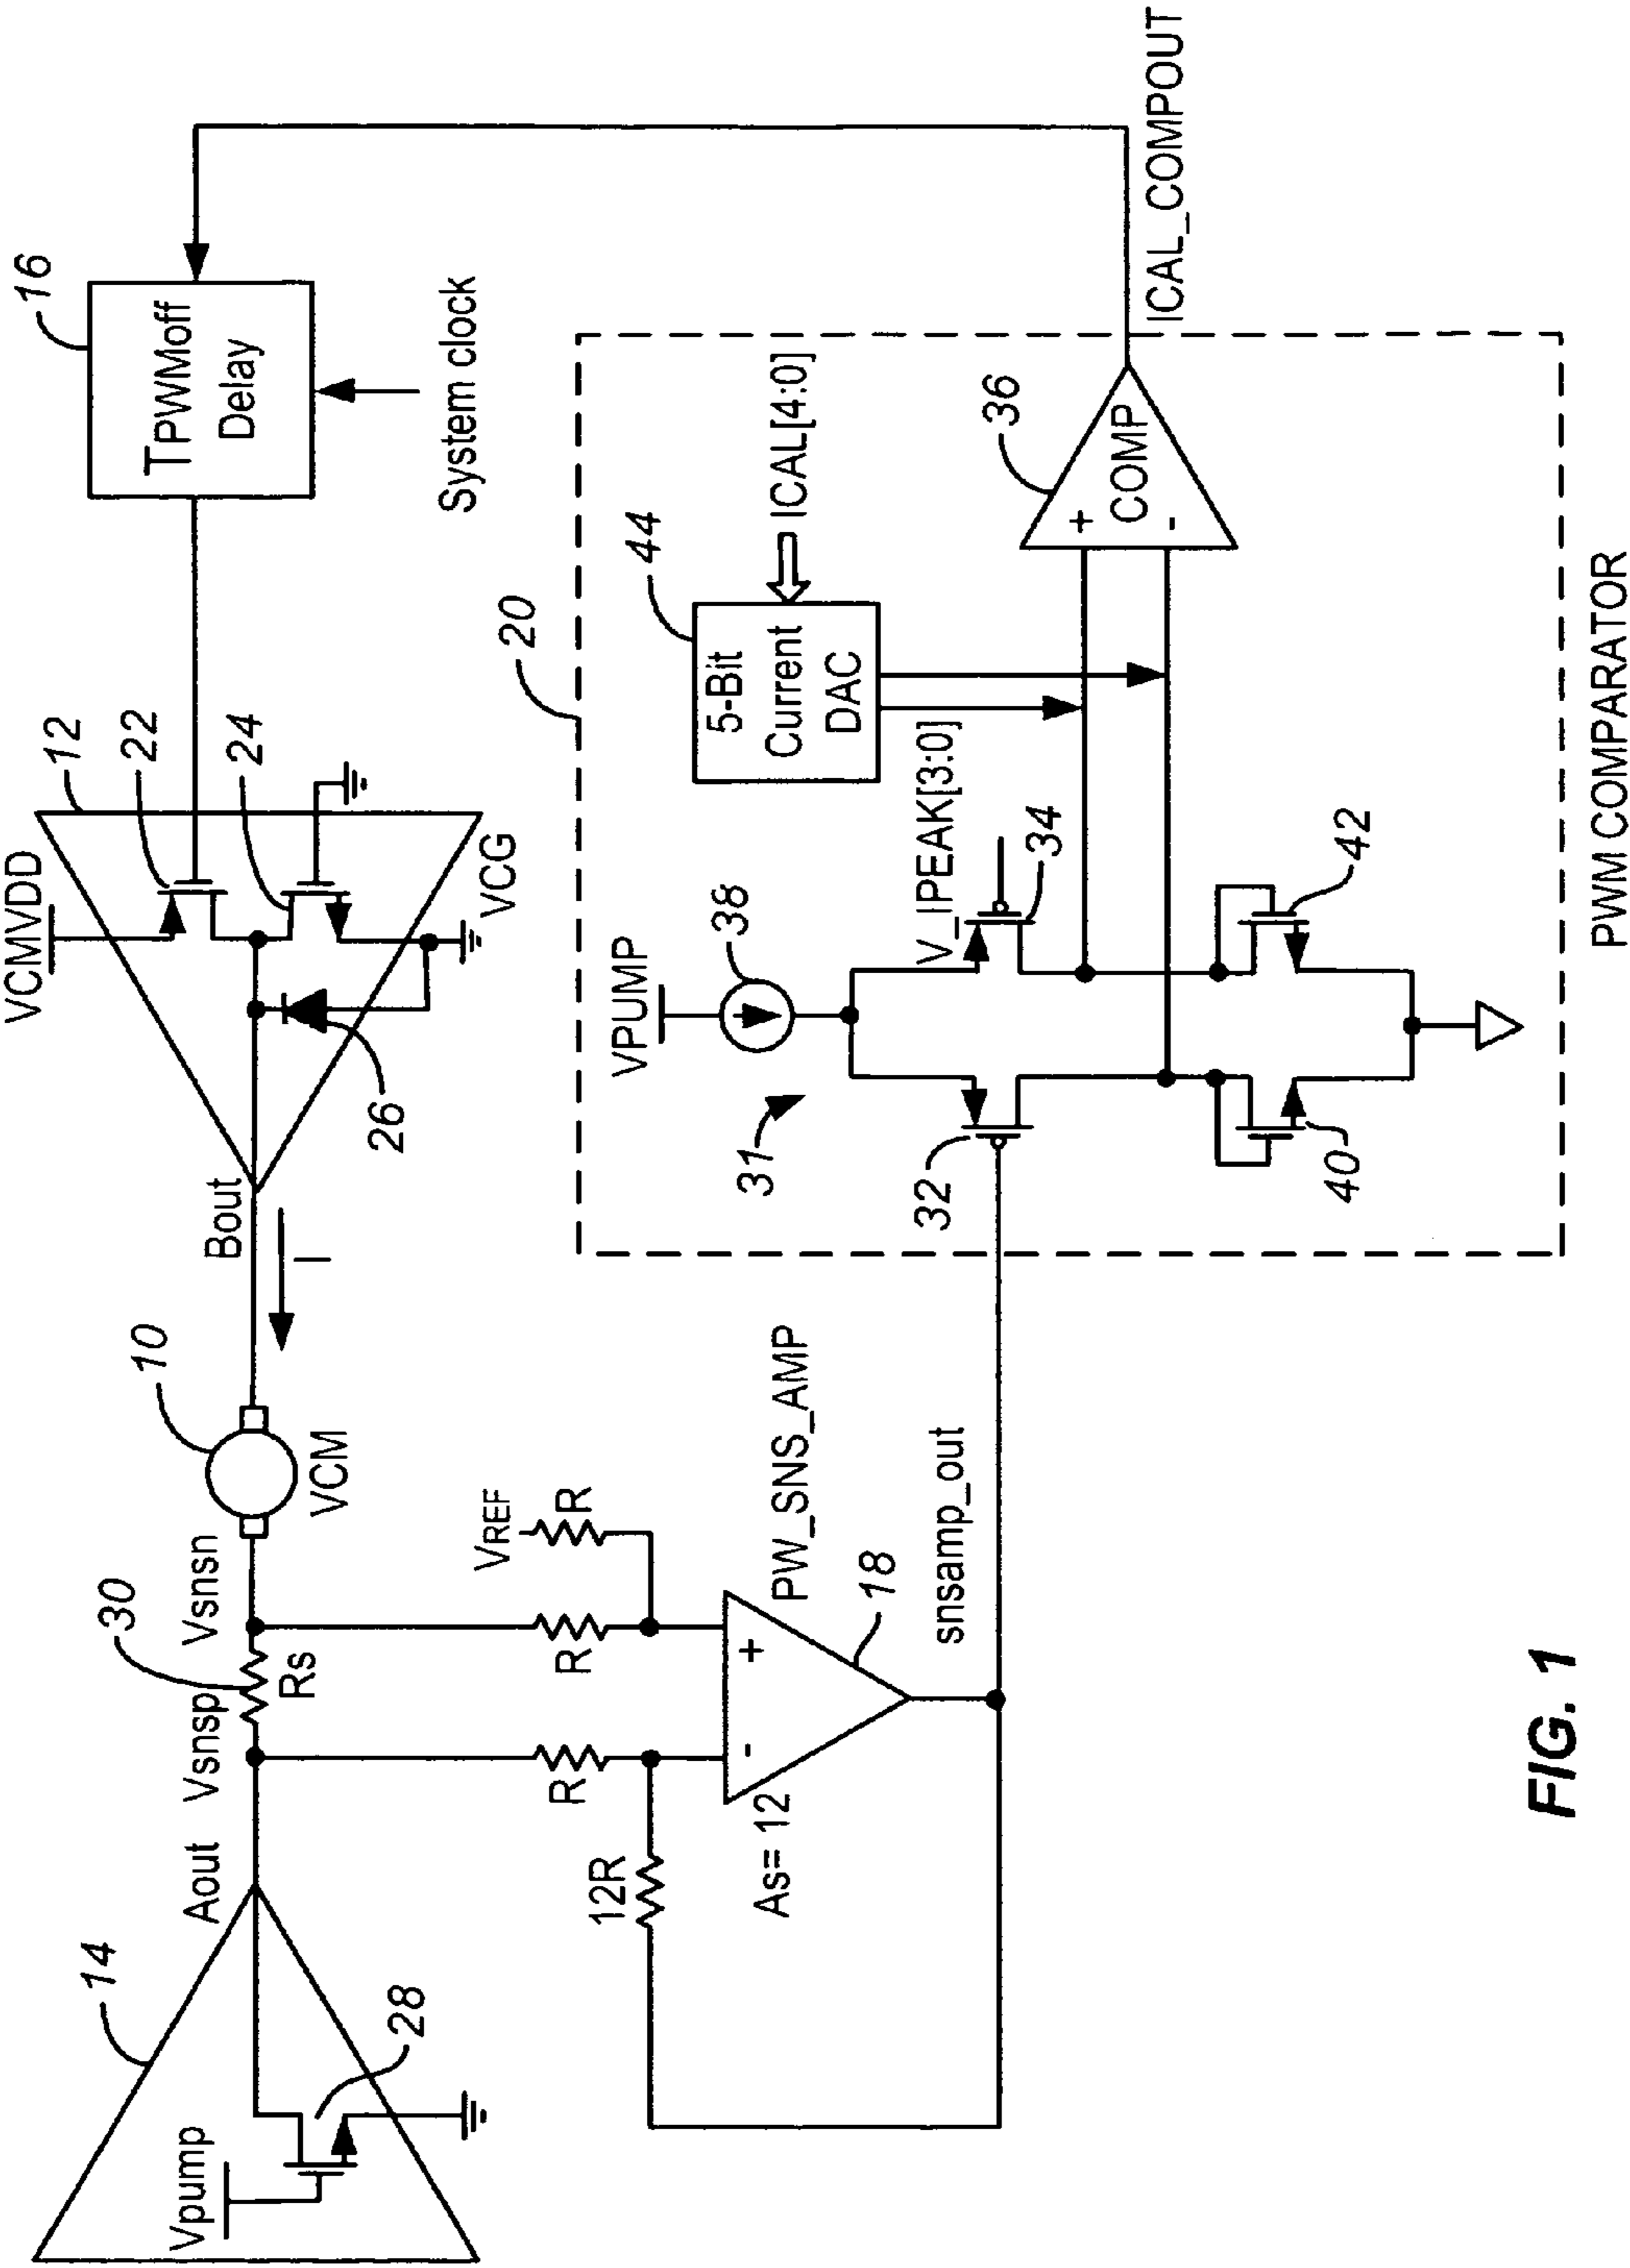 14
Vpump
28
Aout
Vsnsp
30
Rs
Vsnsn
10
VCM
Bout
I
12
VCMVDD
22
24
26
VCG
16
TPWMoff
Delay
System clock
R
12R
As= 12
-
+
R
VREF
R
PW_SNS_AMP
18
snsamp_out
20
31
VPUMP
38
32
V_IPEAK[3:0]
34
40
42
44
5-Bit
Current
DAC
ICAL[4:0]
36
+
-
COMP
ICAL_COMPOUT
PWM COMPARATOR
FIG. 1